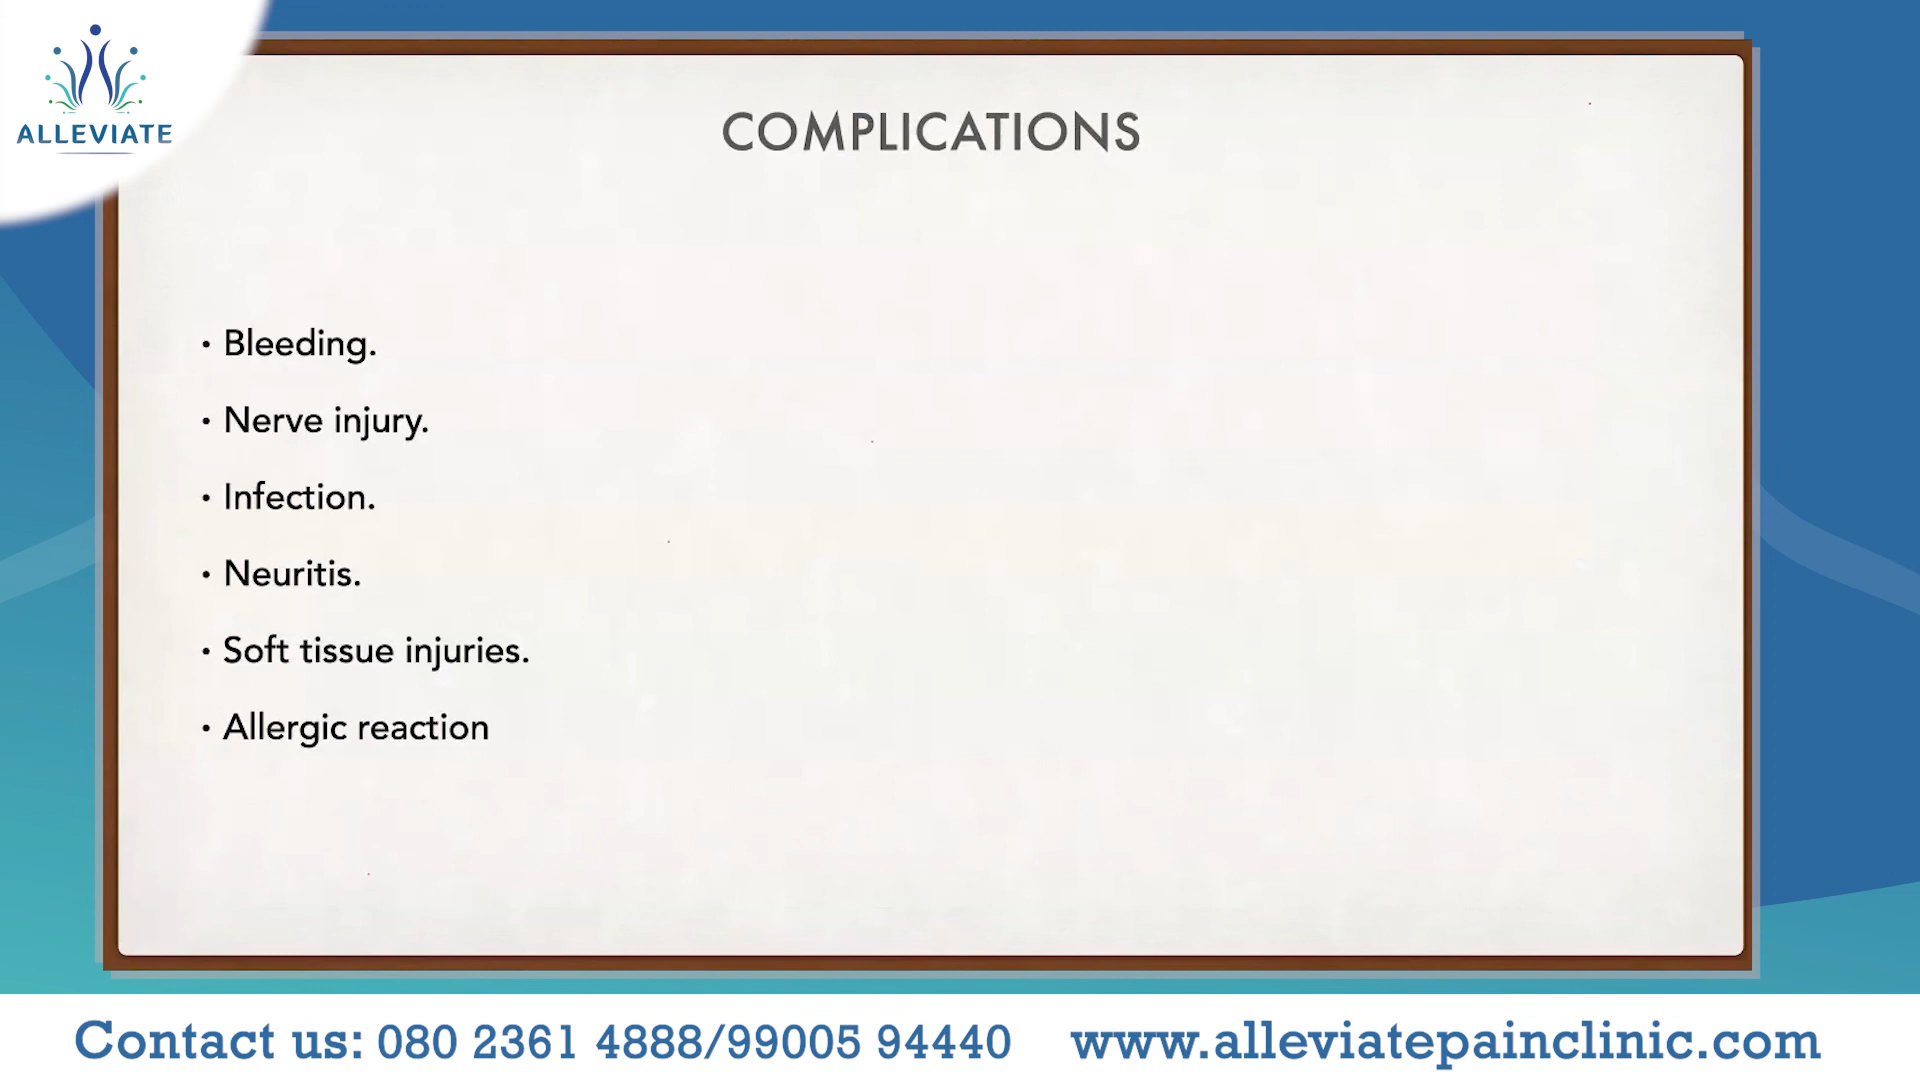 ALLEVIATE
COMPLICATIONS
• Bleeding.
• Nerve injury.
• Infection.
• Neuritis.
• Soft tissue injuries.
• Allergic reaction
Contact us: 080 2361 4888/99005 94440 www.alleviatepainclinic.com